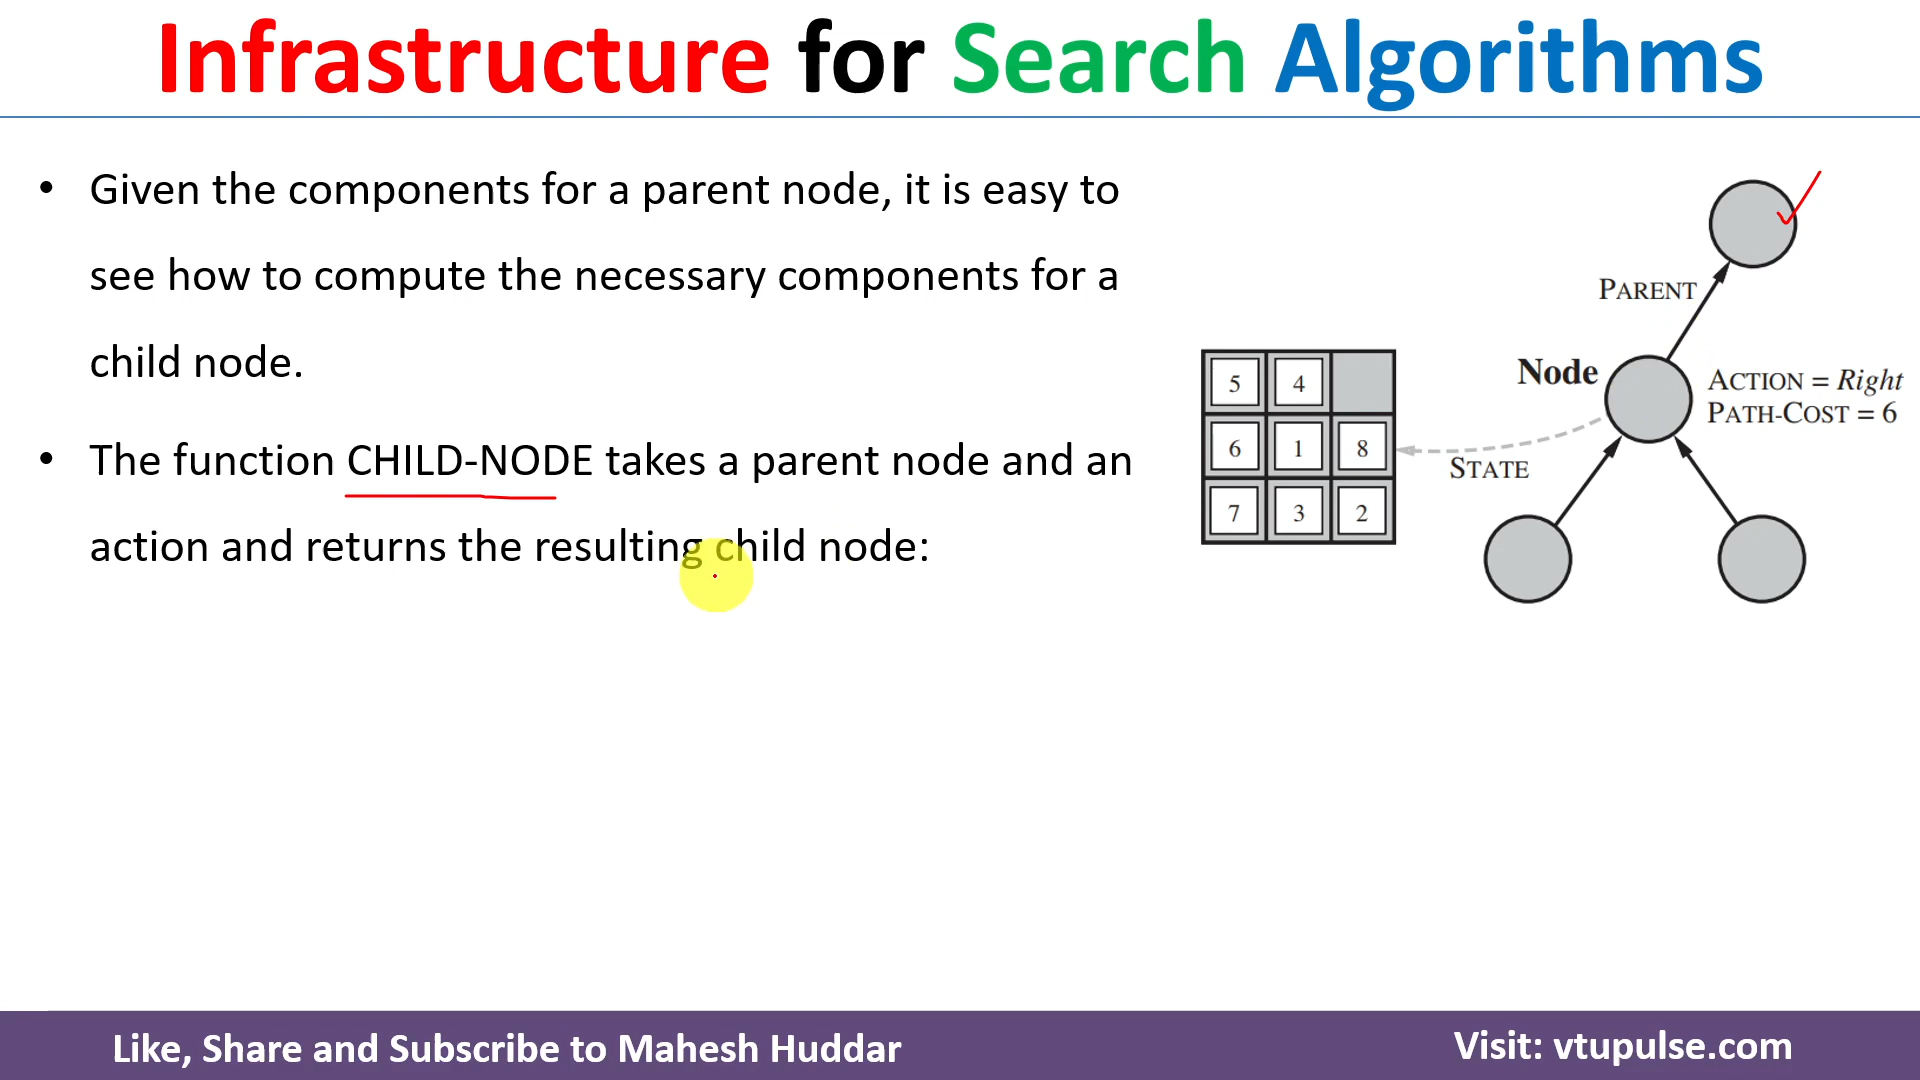 Infrastructure for Search Algorithms
• Given the components for a parent node, it is easy to
see how to compute the necessary components for a
child node.
• The function CHILD-NODE takes a parent node and an
action and returns the resulting child node:
PARENT
Node
ACTION = Right
PATH-COST = 6
STATE
5 4
6 1 8
7 3 2
Like, Share and Subscribe to Mahesh Huddar
Visit: vtupulse.com